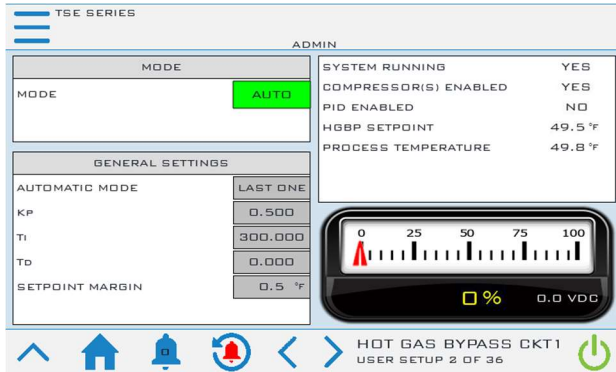 TSE SERIES
ADMIN
MODE
MODE AUTO
GENERAL SETTINGS
AUTOMATIC MODE LAST ONE
KP 0.500
TI 300.000
TD 0.000
SETPOINT MARGIN 0.5 °F
SYSTEM RUNNING YES
COMPRESSOR(S) ENABLED YES
PID ENABLED NO
HGBP SETPOINT 49.5 °F
PROCESS TEMPERATURE 49.8 °F
0 25 50 75 100
0 % 0.0 VDC
0
HOT GAS BYPASS CKT1
USER SETUP 2 OF 36